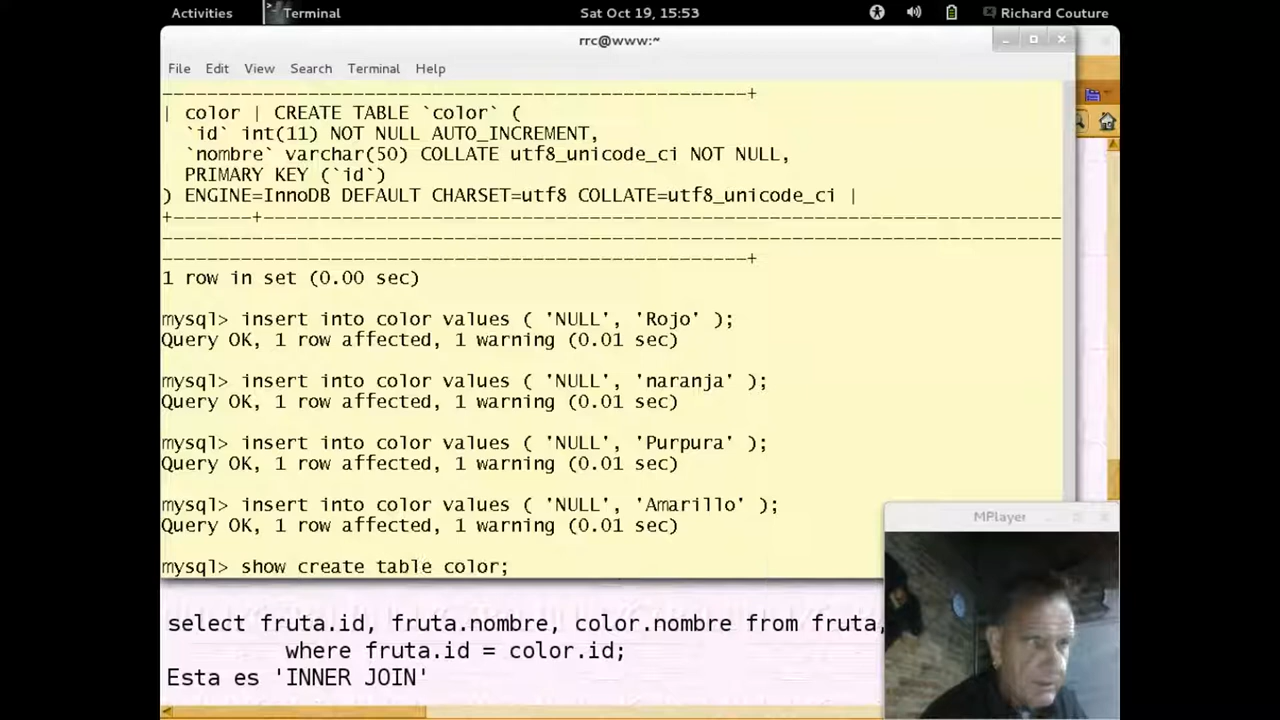 Activities Terminal Sat Oct 19, 15:53 Richard Couture
rrc@www:~
File Edit View Search Terminal Help
----------------------------------------------------+
| color | CREATE TABLE `color` (
`id` int(11) NOT NULL AUTO_INCREMENT,
`nombre` varchar(50) COLLATE utf8_unicode_ci NOT NULL,
PRIMARY KEY (`id`)
) ENGINE=InnoDB DEFAULT CHARSET=utf8 COLLATE=utf8_unicode_ci |
+-------+------------------------------------------------------------------------
--------------------------------------------------------------------------------
----------------------------------------------------+
1 row in set (0.00 sec)
mysql> insert into color values ( 'NULL', 'Rojo' );
Query OK, 1 row affected, 1 warning (0.01 sec)
mysql> insert into color values ( 'NULL', 'naranja' );
Query OK, 1 row affected, 1 warning (0.01 sec)
mysql> insert into color values ( 'NULL', 'Purpura' );
Query OK, 1 row affected, 1 warning (0.01 sec)
mysql> insert into color values ( 'NULL', 'Amarillo' );
Query OK, 1 row affected, 1 warning (0.01 sec)
mysql> show create table color;
MPlayer
select fruta.id, fruta.nombre, color.nombre from fruta,
where fruta.id = color.id;
Esta es 'INNER JOIN'